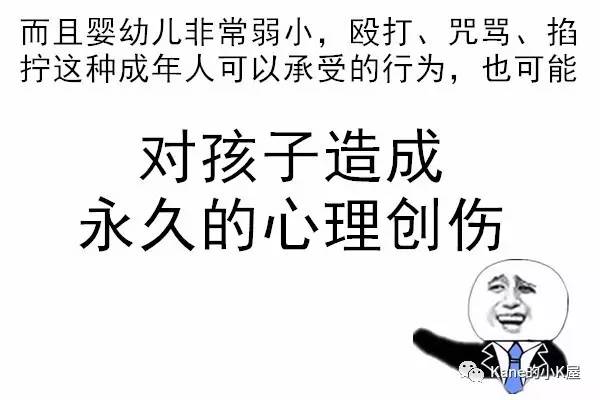 而且婴幼儿非常弱小，殴打、咒骂、掐
拧这种成年人可以承受的行为，也可能
对孩子造成
永久的心理创伤
Kane的小K屋